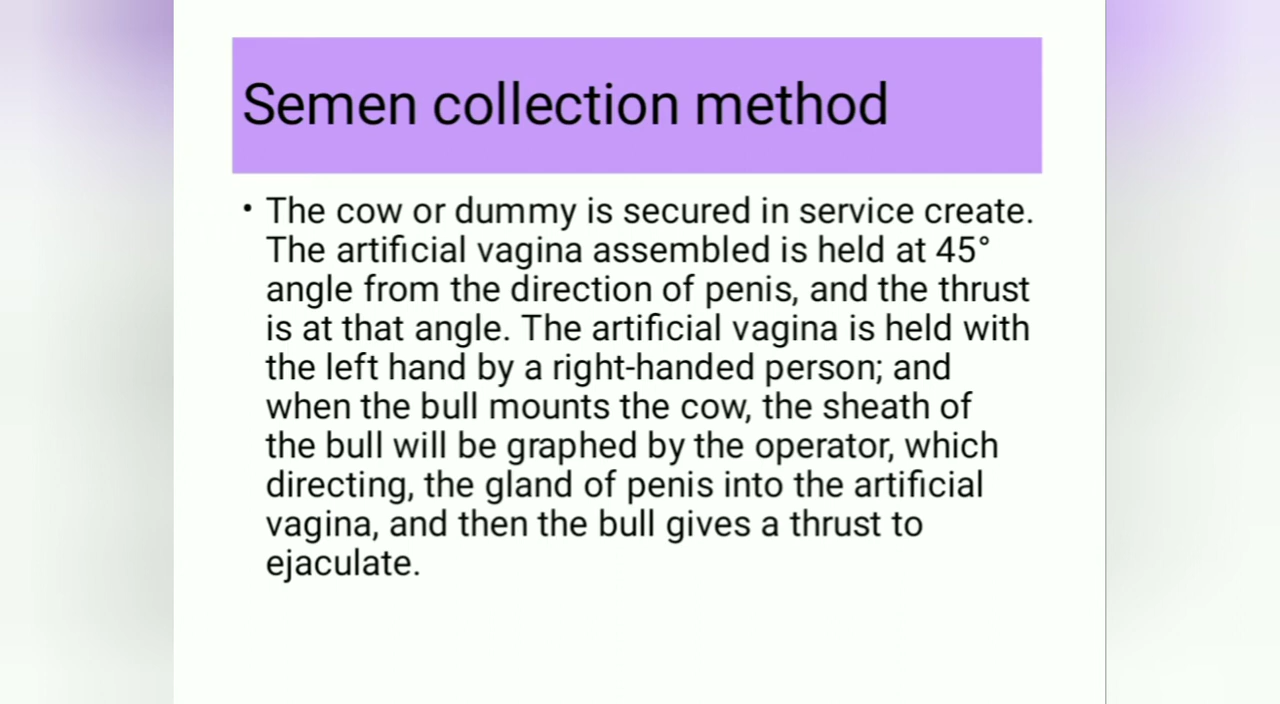 Semen collection method
• The cow or dummy is secured in service create.
The artificial vagina assembled is held at 45°
angle from the direction of penis, and the thrust
is at that angle. The artificial vagina is held with
the left hand by a right-handed person; and
when the bull mounts the cow, the sheath of
the bull will be graphed by the operator, which
directing, the gland of penis into the artificial
vagina, and then the bull gives a thrust to
ejaculate.